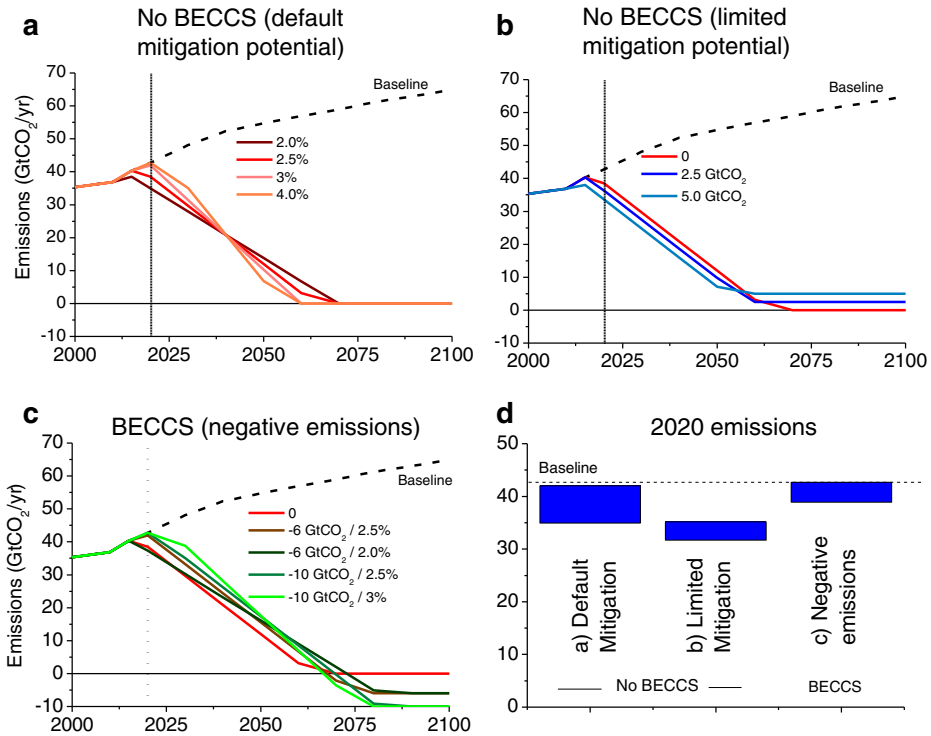 a
No BECCS (default
mitigation potential)
Emissions (GtCO2/yr)
70
60
50
40
30
20
10
0
-10
Baseline
2.0%
2.5%
3%
4.0%
2000
2025
2050
2075
2100
b
No BECCS (limited
mitigation potential)
70
60
50
40
30
20
10
0
-10
Baseline
0
2.5 GtCO2
5.0 GtCO2
2000
2025
2050
2075
2100
c
BECCS (negative emissions)
Emissions (GtCO2/yr)
70
60
50
40
30
20
10
0
-10
Baseline
0
-6 GtCO2 / 2.5%
-6 GtCO2 / 2.0%
-10 GtCO2 / 2.5%
-10 GtCO2 / 3%
2000
2025
2050
2075
2100
d
2020 emissions
50
40
30
20
10
0
Baseline
a) Default
Mitigation
b) Limited
Mitigation
c) Negative
emissions
No BECCS
BECCS